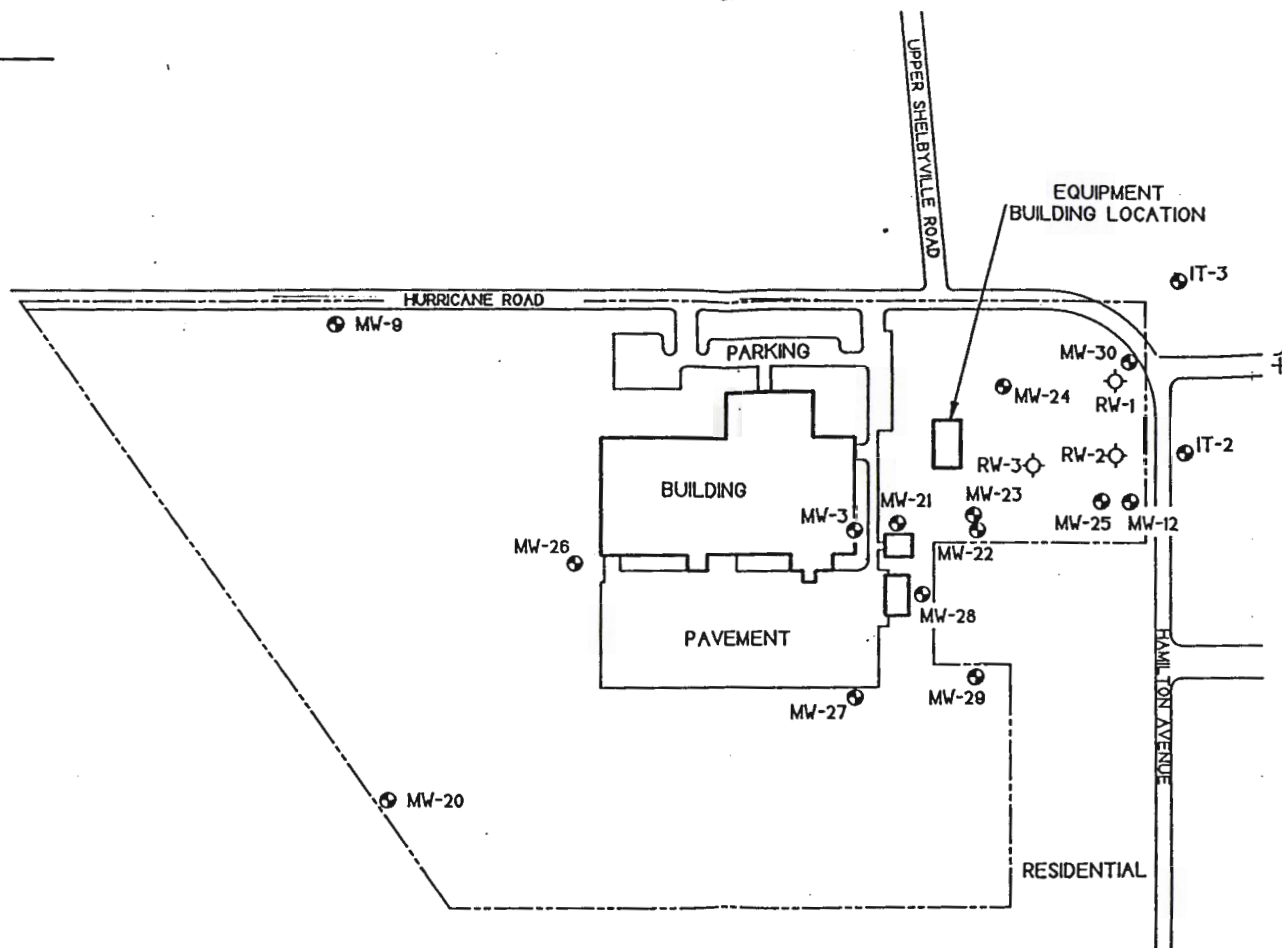 UPPER SHELBYVILLE ROAD
EQUIPMENT
BUILDING LOCATION
IT-3
HURRICANE ROAD
MW-9
PARKING
MW-30
MW-24
RW-1
IT-2
RW-2
RW-3
BUILDING
MW-23
MW-21
MW-3
MW-25
MW-12
MW-22
MW-26
MW-28
PAVEMENT
MW-29
HAMILTON AVENUE
MW-27
MW-20
RESIDENTIAL